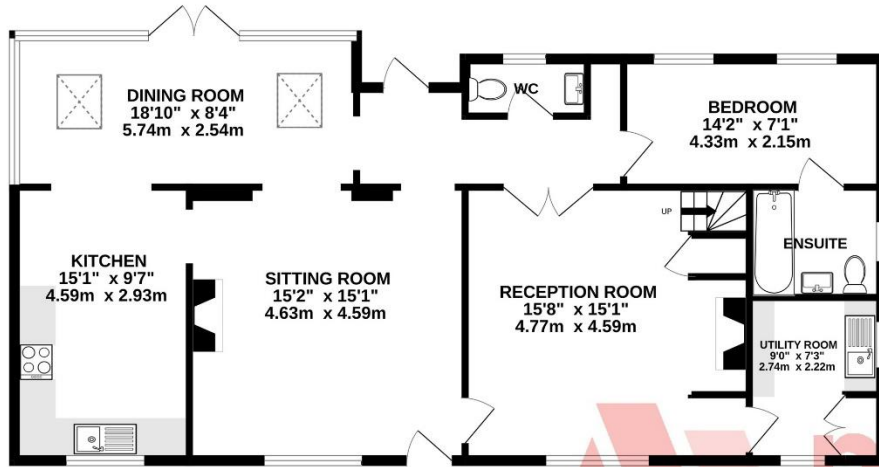 DINING ROOM
18'10" x 8'4"
5.74m x 2.54m
WC
BEDROOM
14'2" x 7'1"
4.33m x 2.15m
KITCHEN
15'1" x 9'7"
4.59m x 2.93m
SITTING ROOM
15'2" x 15'1"
4.63m x 4.59m
UP
RECEPTION ROOM
15'8" x 15'1"
4.77m x 4.59m
ENSUITE
UTILITY ROOM
9'0" x 7'3"
2.74m x 2.22m